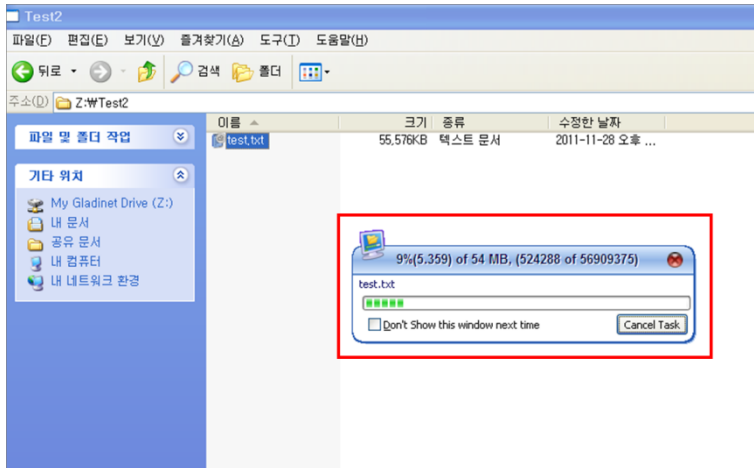 Test2
파일(F) 편집(E) 보기(V) 즐겨찾기(A) 도구(T) 도움말(H)
뒤로 검색 폴더
주소(D) Z:₩Test2
이름 크기 종류 수정한 날짜
test.txt 55,576KB 텍스트 문서 2011-11-28 오후 ...
파일 및 폴더 작업
기타 위치
My Gladinet Drive (Z:)
내 문서
공유 문서
내 컴퓨터
내 네트워크 환경
9%(5.359) of 54 MB, (524288 of 56909375)
test.txt
Don't Show this window next time Cancel Task